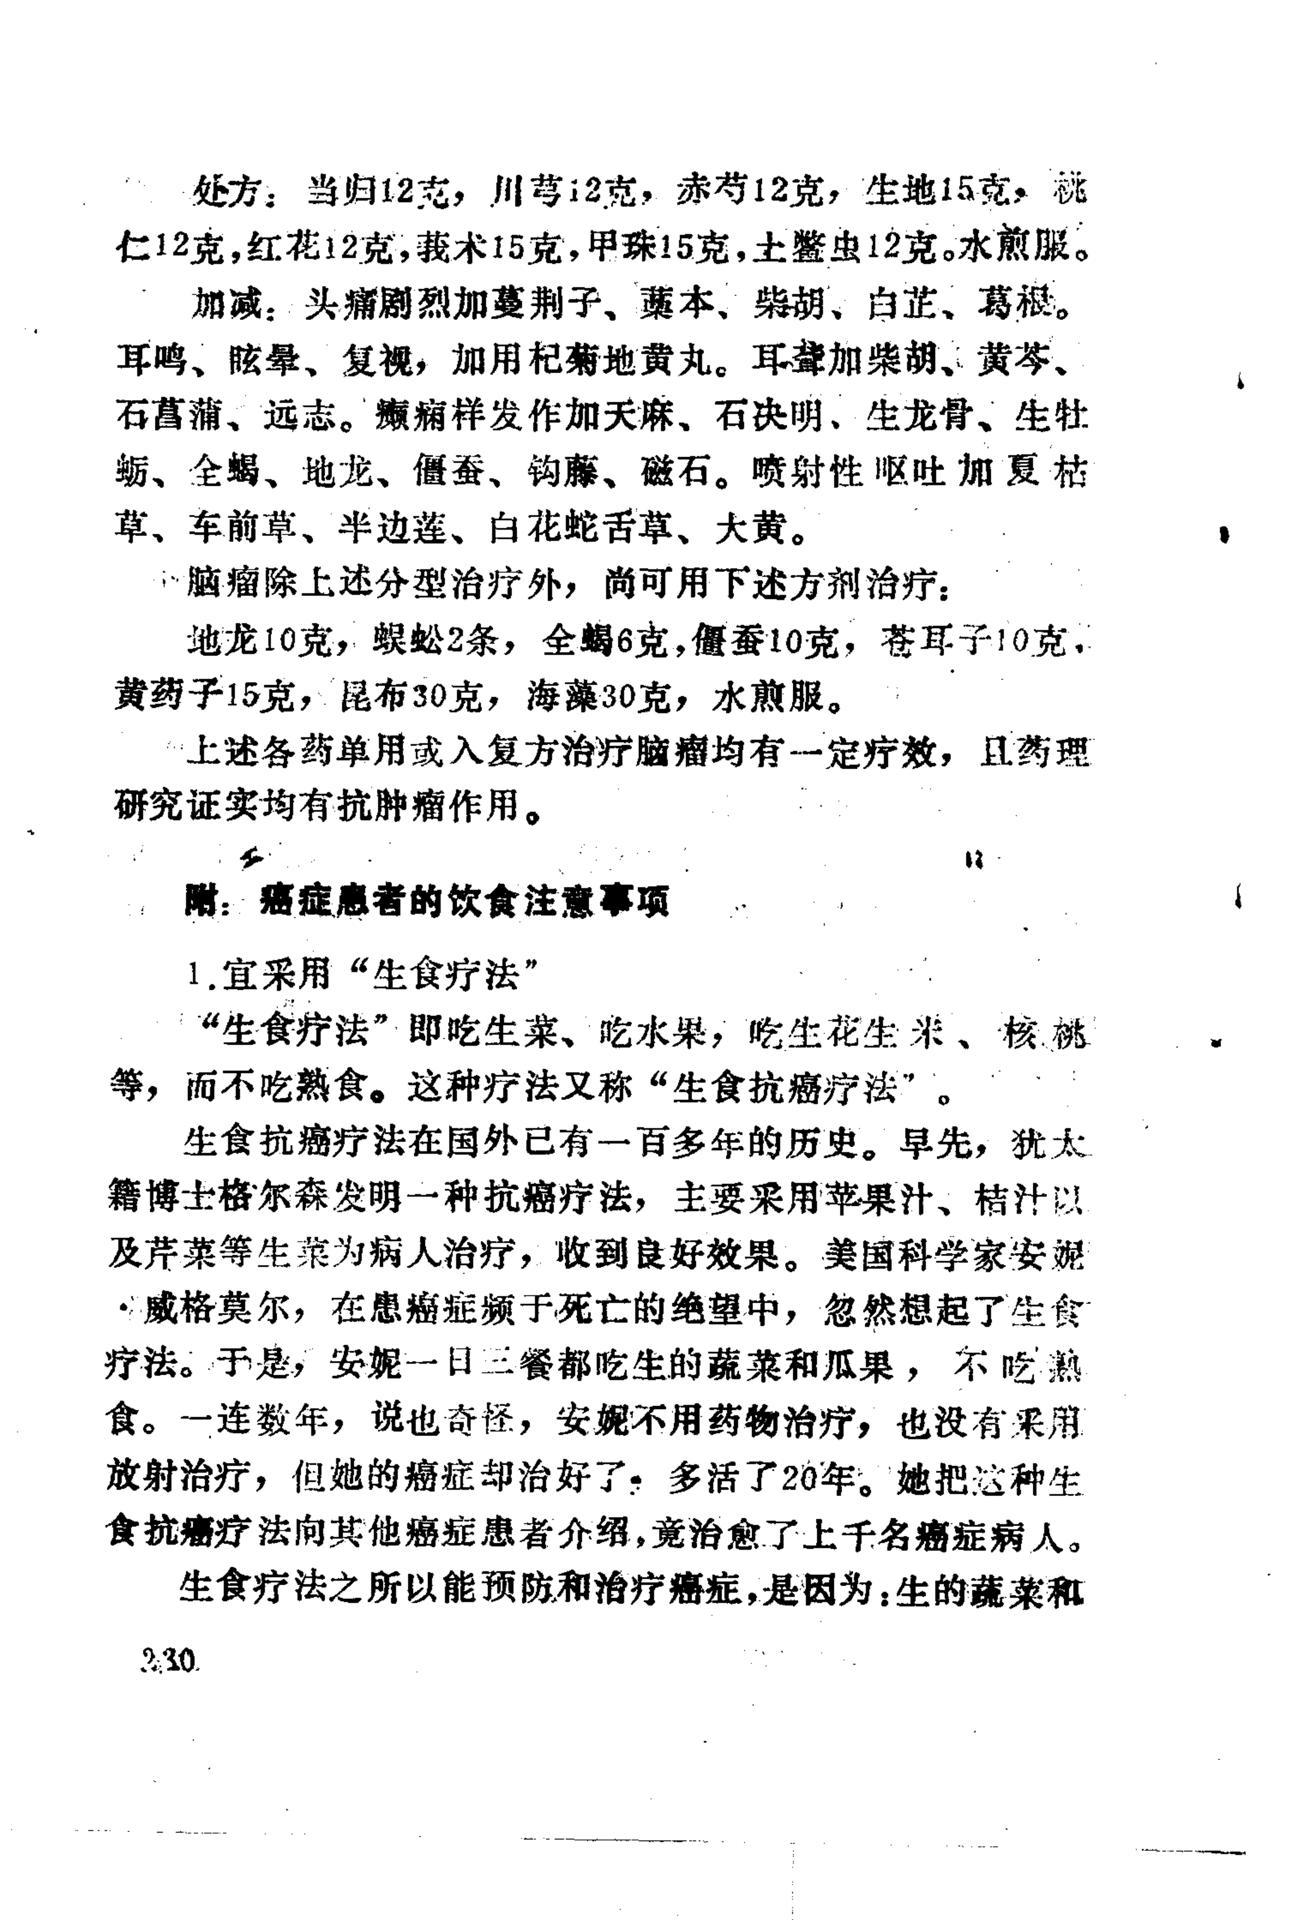 处方：当归12克，川芎12克，赤芍12克，生地15克，桃
仁12克，红花12克，莪术15克，甲珠15克，土鳖虫12克。水煎服。
加减：头痛剧烈加蔓荆子、藁本、柴胡、白芷、葛根。
耳鸣、眩晕、复视，加用杞菊地黄丸。耳聋加柴胡、黄芩、
石菖蒲、远志。癫痫样发作加天麻、石决明、生龙骨、生牡
蛎、全蝎、地龙、僵蚕、钩藤、磁石。喷射性呕吐加夏枯
草、车前草、半边莲、白花蛇舌草、大黄。
脑瘤除上述分型治疗外，尚可用下述方剂治疗：
地龙10克，蜈蚣2条，全蝎6克，僵蚕10克，苍耳子10克，
黄药子15克，昆布30克，海藻30克，水煎服。
上述各药单用或入复方治疗脑瘤均有一定疗效，且药理
研究证实均有抗肿瘤作用。
附：癌症患者的饮食注意事项
1.宜采用“生食疗法”
“生食疗法”即吃生菜、吃水果，吃生花生米、核桃
等，而不吃熟食。这种疗法又称“生食抗癌疗法”。
生食抗癌疗法在国外已有一百多年的历史。早先，犹太
籍博士格尔森发明一种抗癌疗法，主要采用苹果汁、桔汁以
及芹菜等生菜为病人治疗，收到良好效果。美国科学家安妮
·威格莫尔，在患癌症频于死亡的绝望中，忽然想起了生食
疗法。于是，安妮一日三餐都吃生的蔬菜和瓜果，不吃熟
食。一连数年，说也奇怪，安妮不用药物治疗，也没有采用
放射治疗，但她的癌症却治好了，多活了20年。她把这种生
食抗癌疗法向其他癌症患者介绍，竟治愈了上千名癌症病人。
生食疗法之所以能预防和治疗癌症，是因为：生的蔬菜和
230